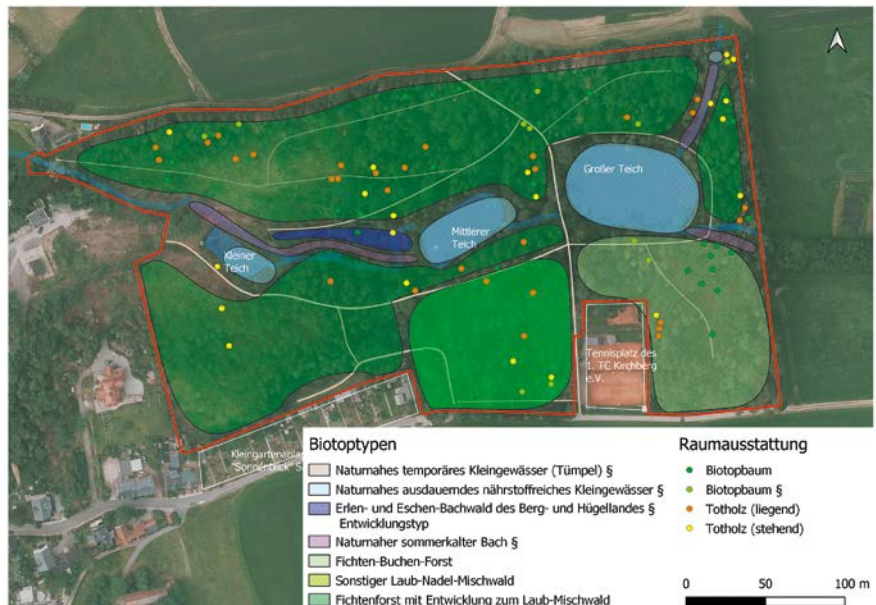 Großer Teich
Mittlerer
Teich
Kleiner
Teich
Tennisplatz des
1. TC Kirchberg
e.V.
Kleingartenanla
"Sonnenblick" S
Biotoptypen
Naturnahes temporäres Kleingewässer (Tümpel) §
Naturnahes ausdauerndes nährstoffreiches Kleingewässer §
Erlen- und Eschen-Bachwald des Berg- und Hügellandes §
Entwicklungstyp
Naturnaher sommerkalter Bach §
Fichten-Buchen-Forst
Sonstiger Laub-Nadel-Mischwald
Fichtenforst mit Entwicklung zum Laub-Mischwald
Raumausstattung
Biotopbaum
Biotopbaum §
Totholz (liegend)
Totholz (stehend)
0 50 100 m